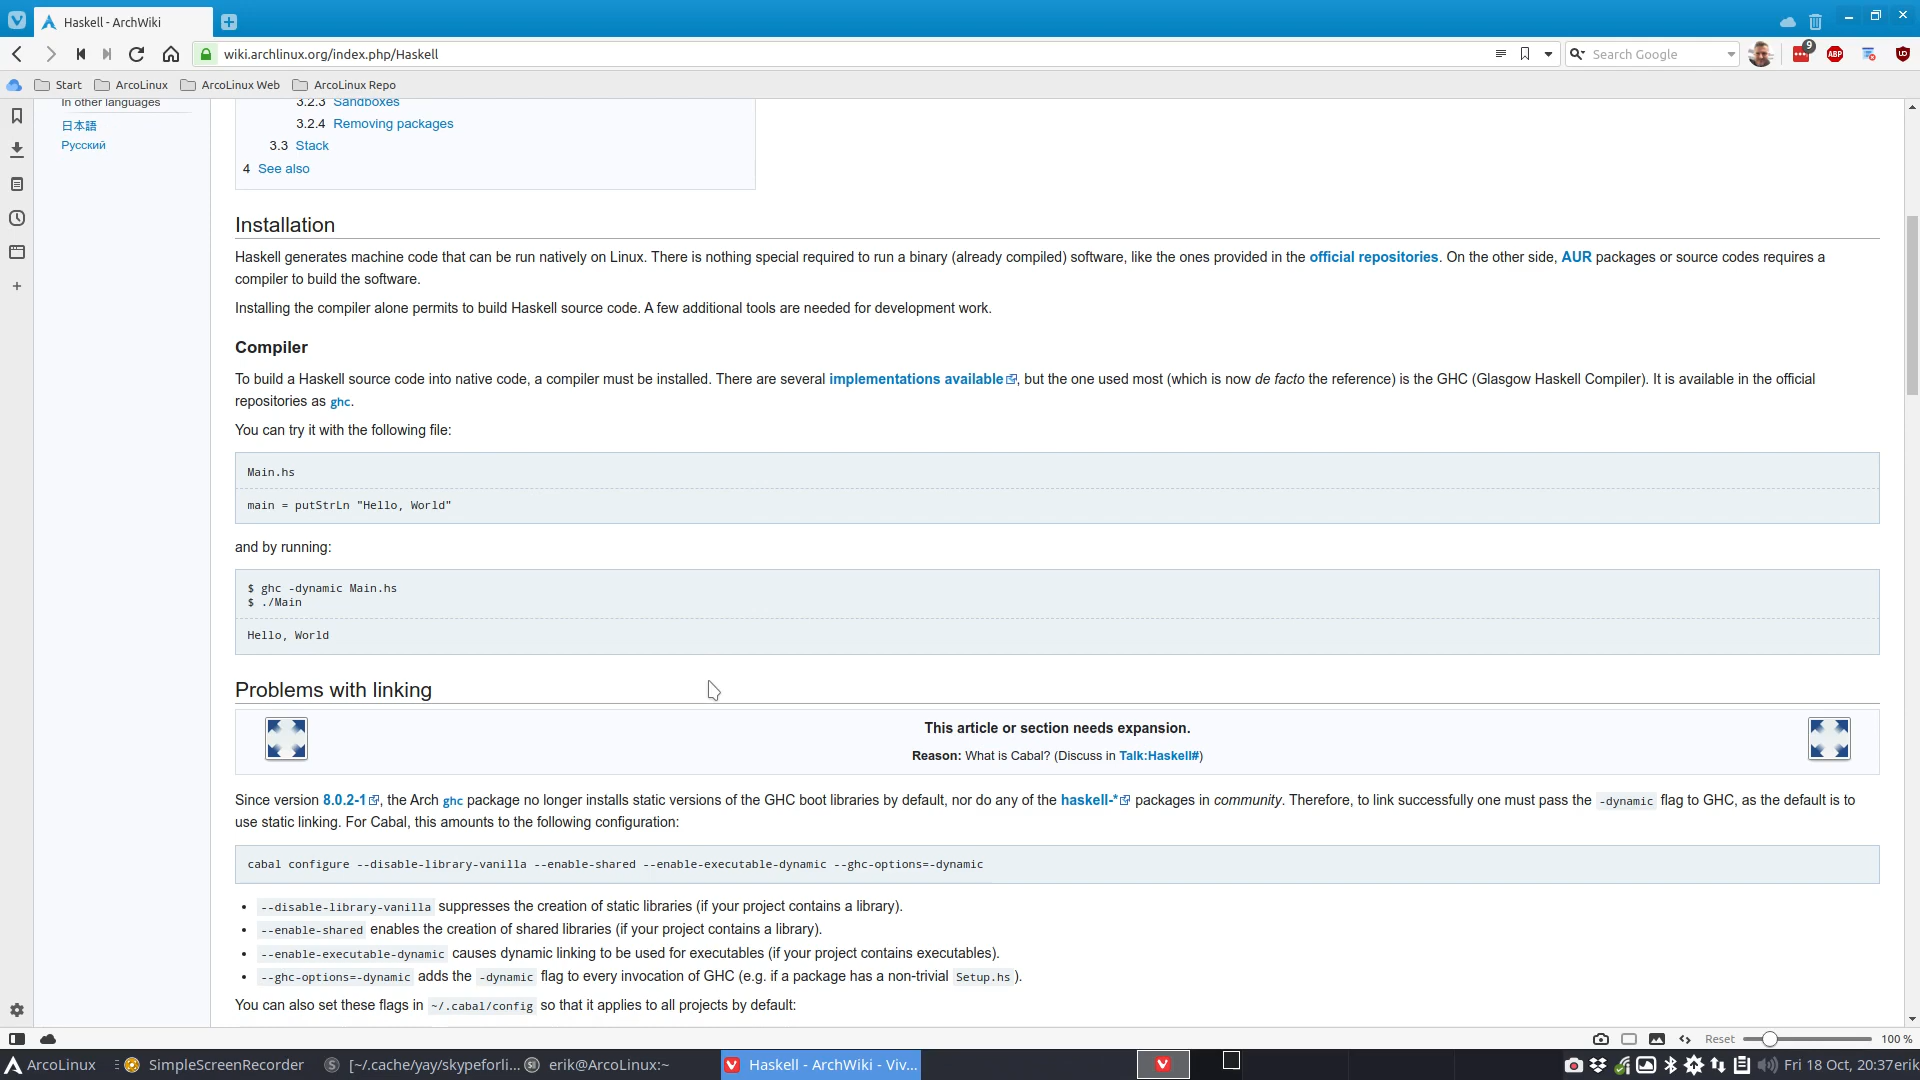 Haskell - ArchWiki
wiki.archlinux.org/index.php/Haskell
Search Google
9
ABP
Start
ArcoLinux
ArcoLinux Web
ArcoLinux Repo
In other languages
日本語
Русский
3.2.3 Sandboxes
3.2.4 Removing packages
3.3 Stack
4 See also
Installation
Haskell generates machine code that can be run natively on Linux. There is nothing special required to run a binary (already compiled) software, like the ones provided in the official repositories. On the other side, AUR packages or source codes requires a
compiler to build the software.
Installing the compiler alone permits to build Haskell source code. A few additional tools are needed for development work.
Compiler
To build a Haskell source code into native code, a compiler must be installed. There are several implementations available, but the one used most (which is now de facto the reference) is the GHC (Glasgow Haskell Compiler). It is available in the official
repositories as ghc.
You can try it with the following file:
Main.hs
main = putStrLn "Hello, World"
and by running:
$ ghc -dynamic Main.hs
$ ./Main
Hello, World
Problems with linking
This article or section needs expansion.
Reason: What is Cabal? (Discuss in Talk:Haskell#)
Since version 8.0.2-1, the Arch ghc package no longer installs static versions of the GHC boot libraries by default, nor do any of the haskell-* packages in community. Therefore, to link successfully one must pass the -dynamic flag to GHC, as the default is to
use static linking. For Cabal, this amounts to the following configuration:
cabal configure --disable-library-vanilla --enable-shared --enable-executable-dynamic --ghc-options=-dynamic
• --disable-library-vanilla suppresses the creation of static libraries (if your project contains a library).
• --enable-shared enables the creation of shared libraries (if your project contains a library).
• --enable-executable-dynamic causes dynamic linking to be used for executables (if your project contains executables).
• --ghc-options=-dynamic adds the -dynamic flag to every invocation of GHC (e.g. if a package has a non-trivial Setup.hs ).
You can also set these flags in ~/.cabal/config so that it applies to all projects by default:
Reset
100 %
ArcoLinux
SimpleScreenRecorder
[~/.cache/yay/skypeforli...
erik@ArcoLinux:~
Haskell - ArchWiki - Viv...
Fri 18 Oct, 20:37
erik